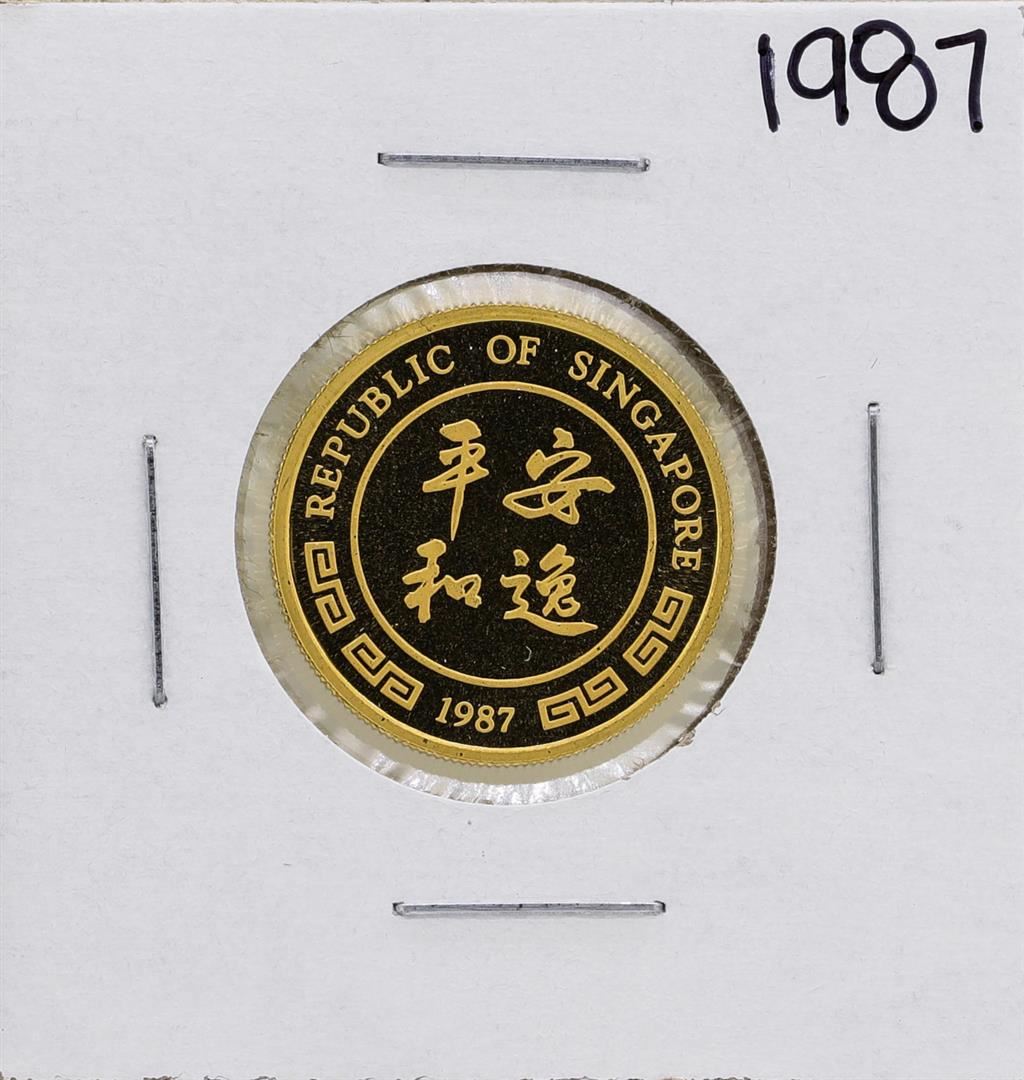 1987
REPUBLIC OF SINGAPORE
平安
和逸
1987